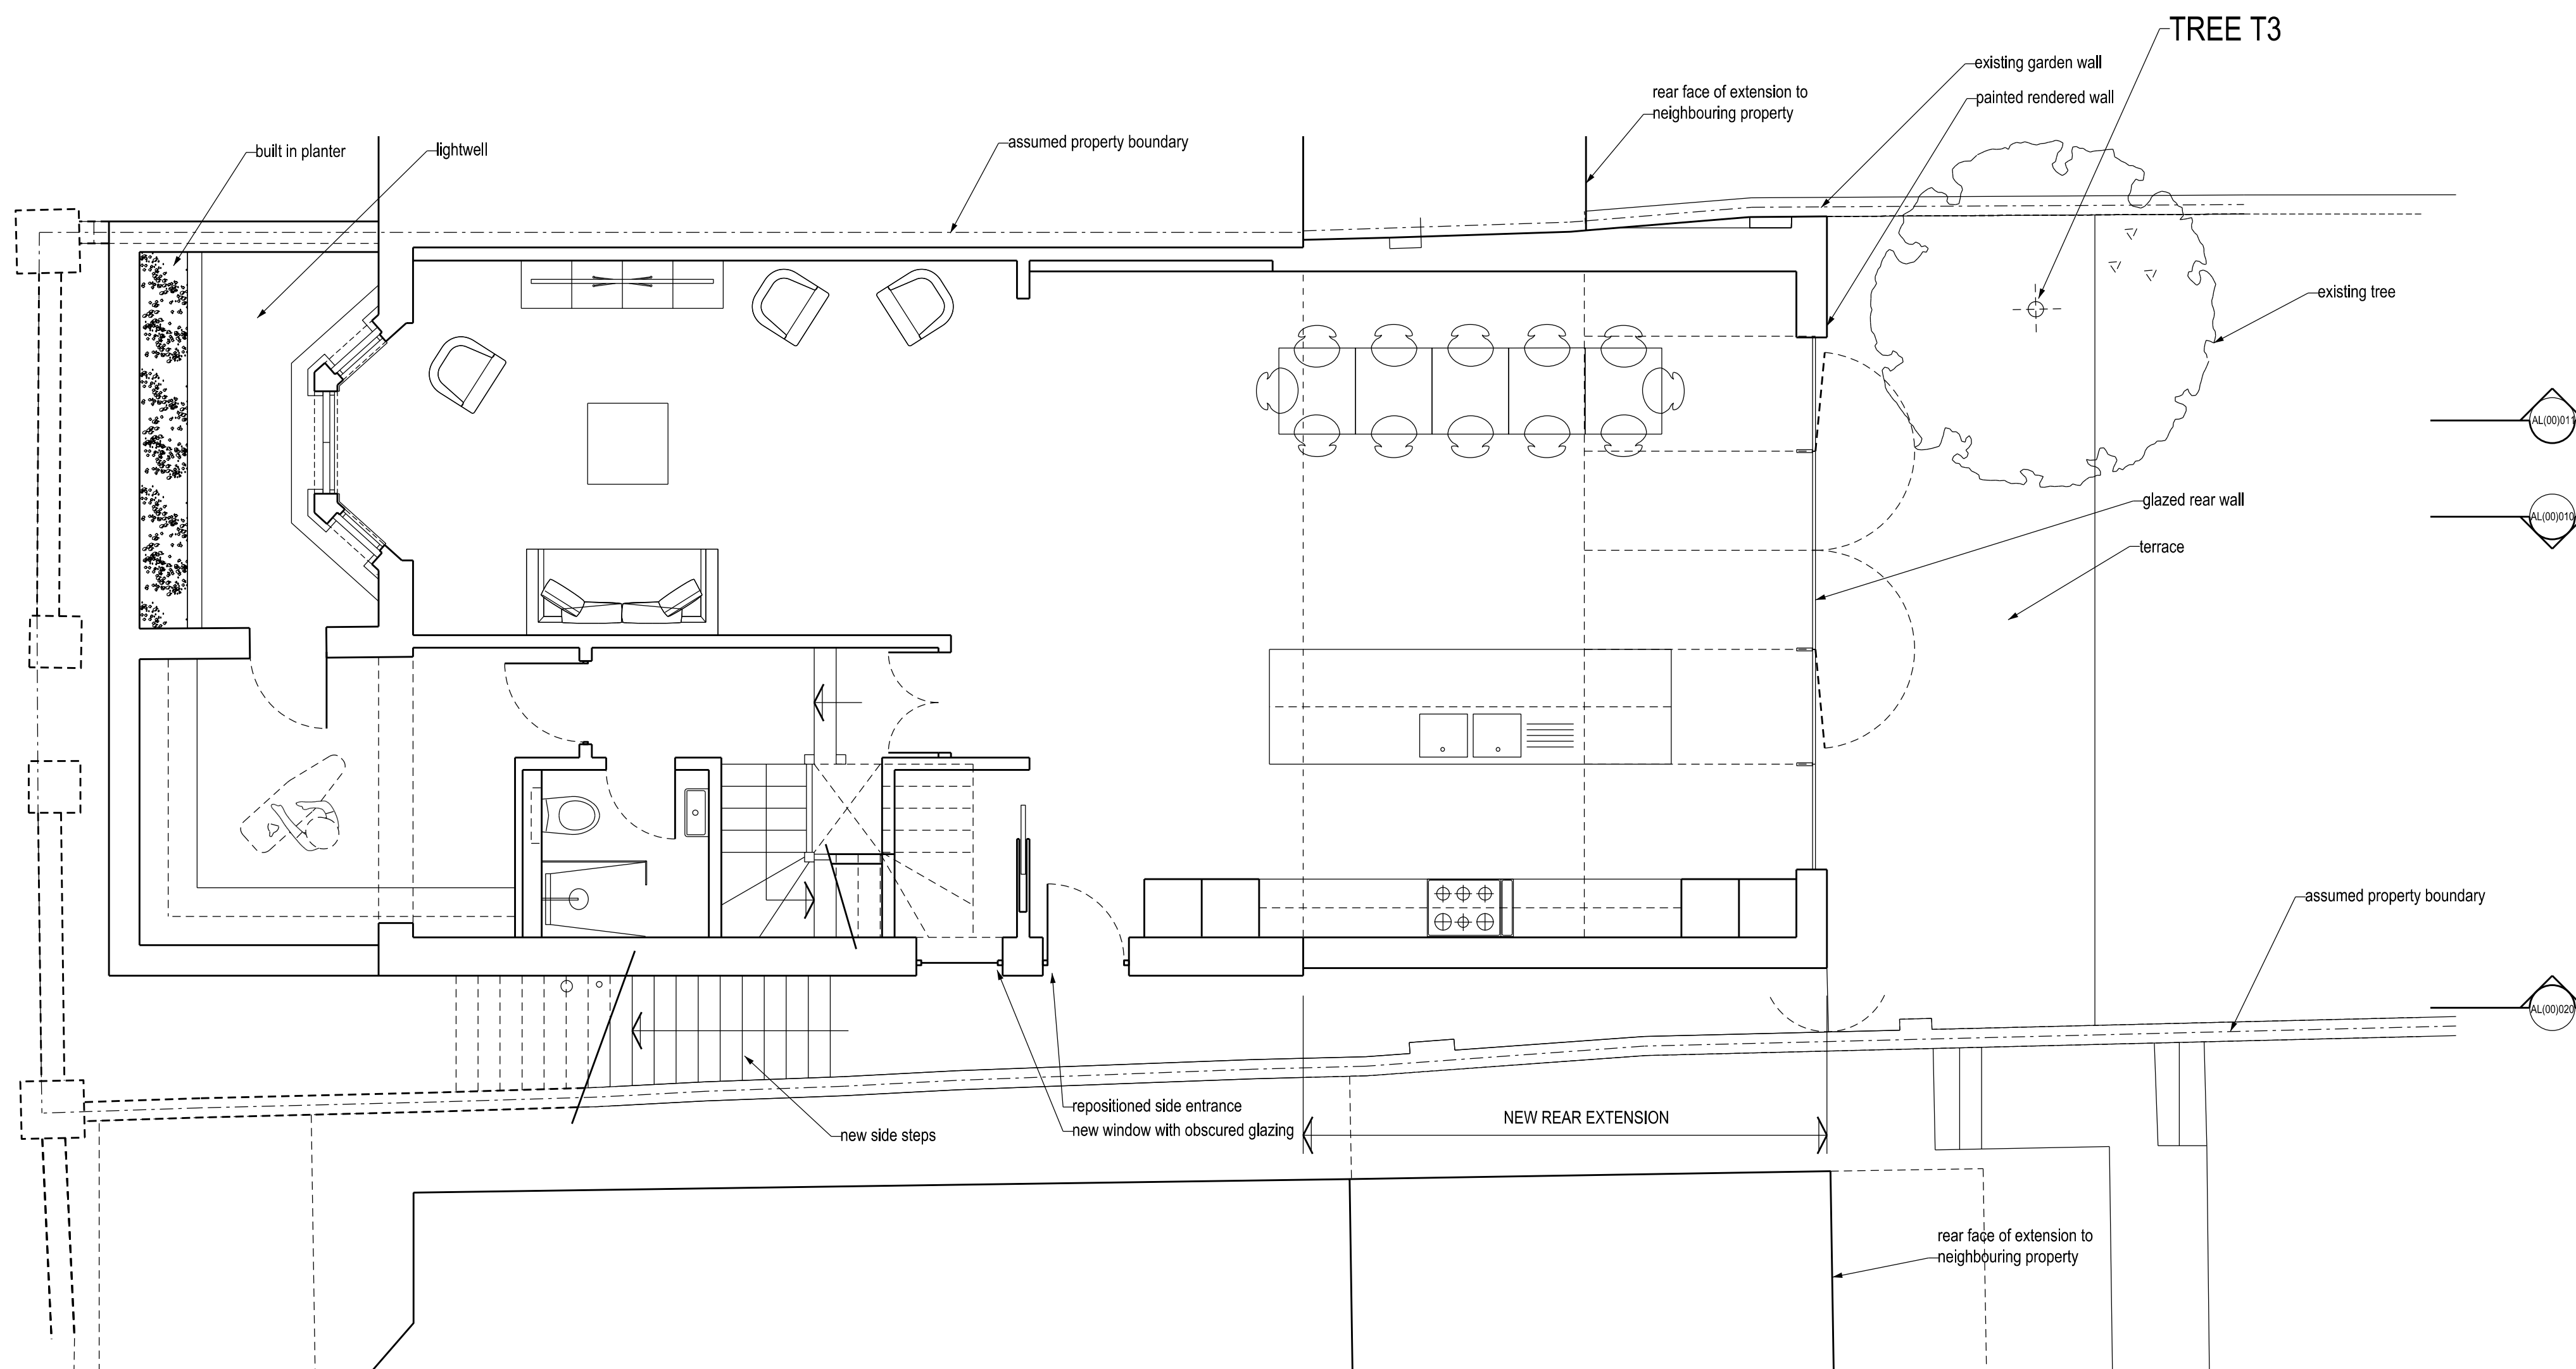 TREE T3
existing garden wall
rear face of extension to
neighbouring property
painted rendered wall
assumed property boundary
built in planter
lightwell
existing tree
AL(00)011
glazed rear wall
AL(00)010
terrace
assumed property boundary
AL(00)020
repositioned side entrance
new window with obscured glazing
NEW REAR EXTENSION
new side steps
rear face of extension to
neighbouring property